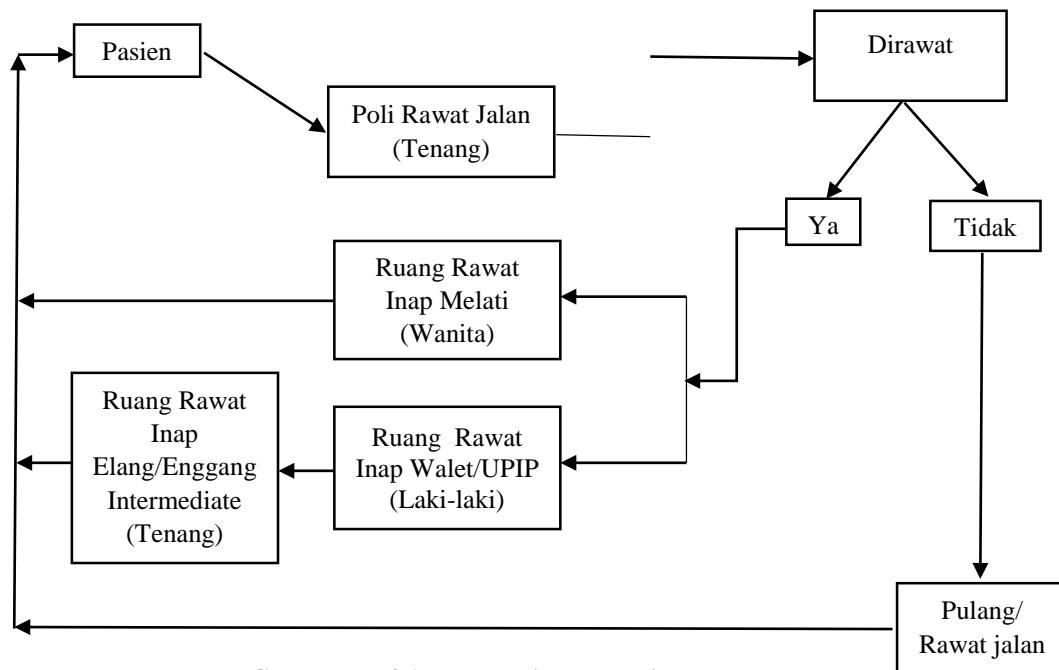 Pasien
Dirawat
Poli Rawat Jalan
(Tenang)
Ya
Tidak
Ruang Rawat
Inap Melati
(Wanita)
Ruang Rawat
Inap
Elang/Enggang
Intermediate
(Tenang)
Ruang Rawat
Inap Walet/UPIP
(Laki-laki)
Pulang/
Rawat jalan